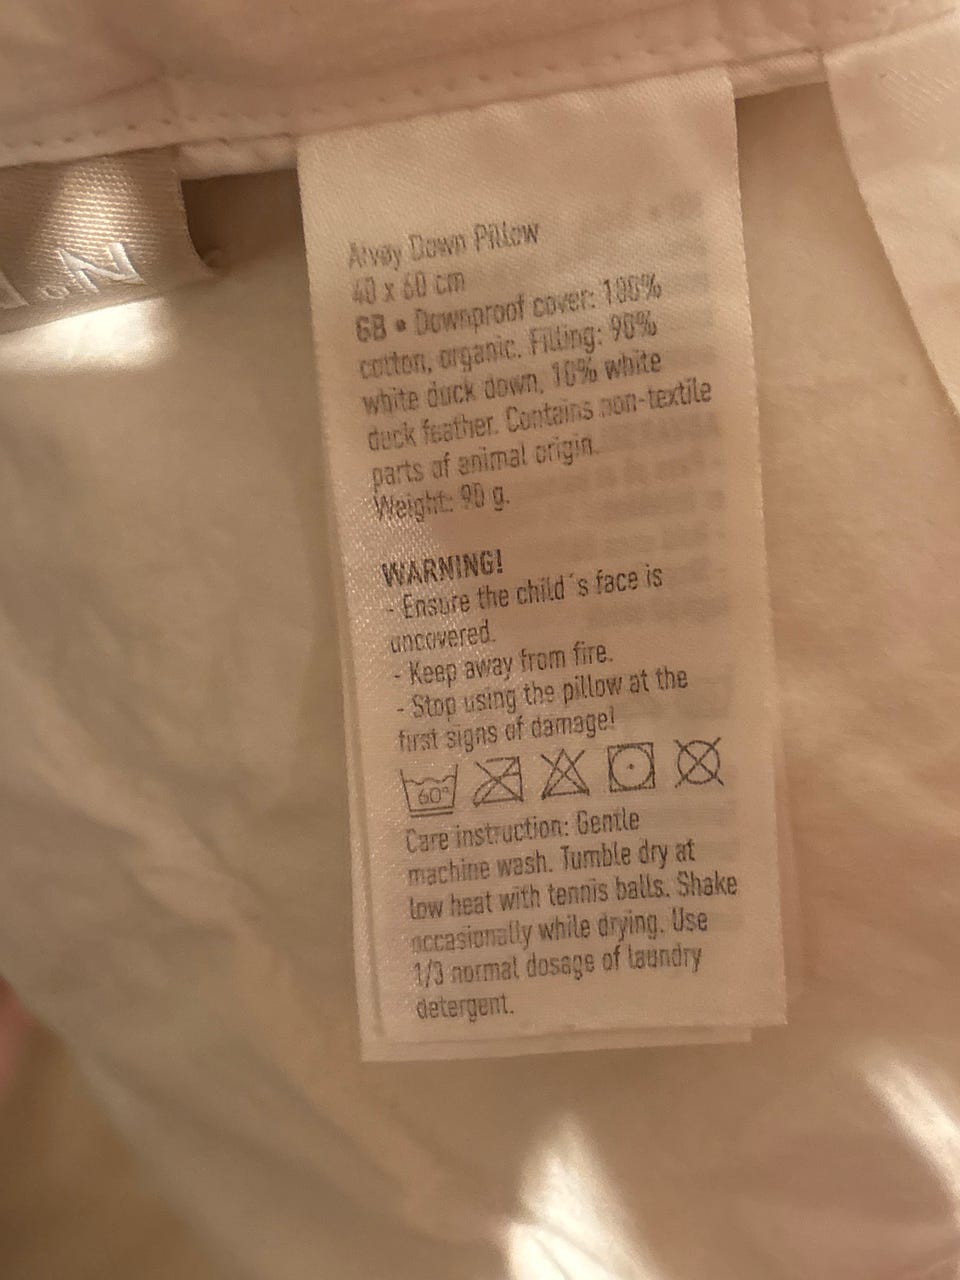 Alvøy Down Pillow
40 x 60 cm
GB • Downproof cover: 100%
cotton, organic. Filling: 90%
white duck down, 10% white
duck feather. Contains non-textile
parts of animal origin.
Weight: 90 g.
WARNING!
- Ensure the child´s face is
uncovered.
- Keep away from fire.
- Stop using the pillow at the
first signs of damage!
60°
Care instruction: Gentle
machine wash. Tumble dry at
low heat with tennis balls. Shake
occasionally while drying. Use
1/3 normal dosage of laundry
detergent.